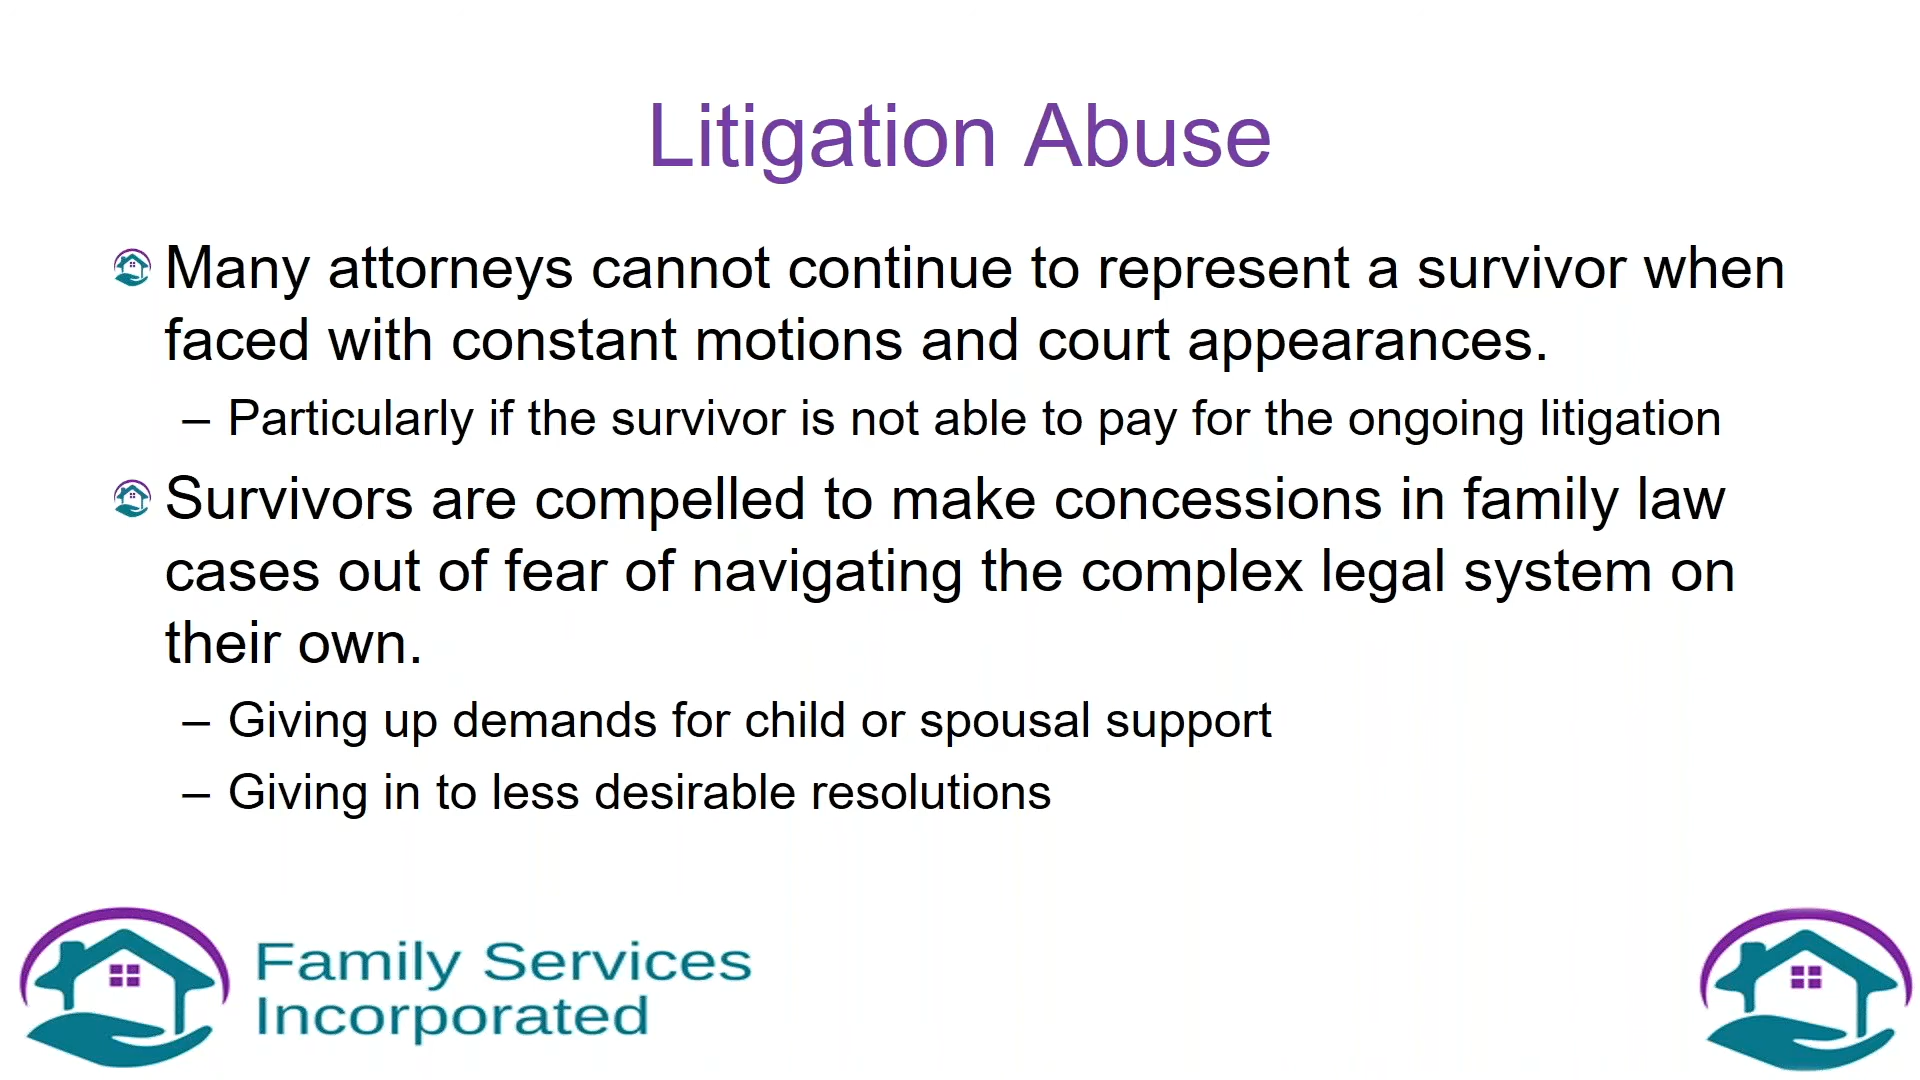 Litigation Abuse
Many attorneys cannot continue to represent a survivor when
faced with constant motions and court appearances.
– Particularly if the survivor is not able to pay for the ongoing litigation
Survivors are compelled to make concessions in family law
cases out of fear of navigating the complex legal system on
their own.
– Giving up demands for child or spousal support
– Giving in to less desirable resolutions
Family Services
Incorporated